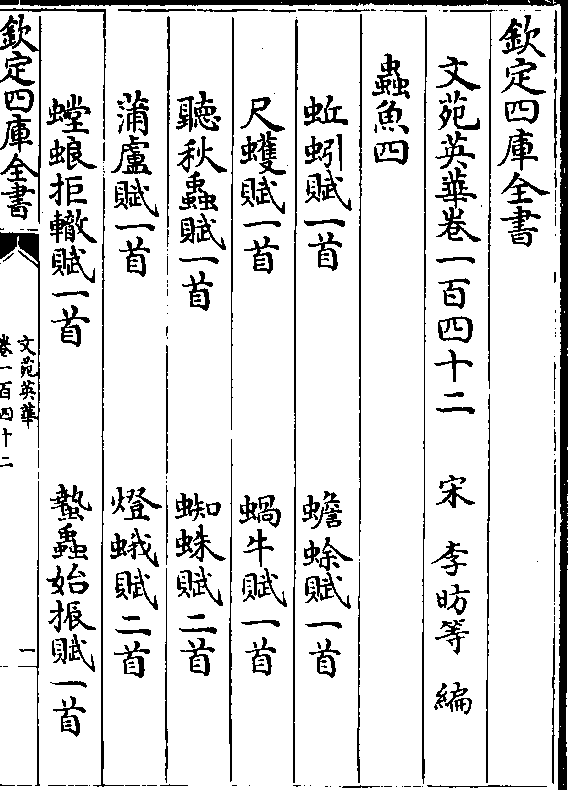 欽定四庫全書
文苑英華卷一百四十二 宋 李昉等 編
蟲魚四
蚯蚓賦一首 蟾蜍賦一首
尺蠖賦一首 蝸牛賦一首
聽秋蟲賦一首 蜘蛛賦二首
蒲盧賦一首 燈蛾賦二首
螳蜋拒轍賦一首 蟄蟲始振賦一首
欽定四庫全書
文苑英華
卷一百四十二
一